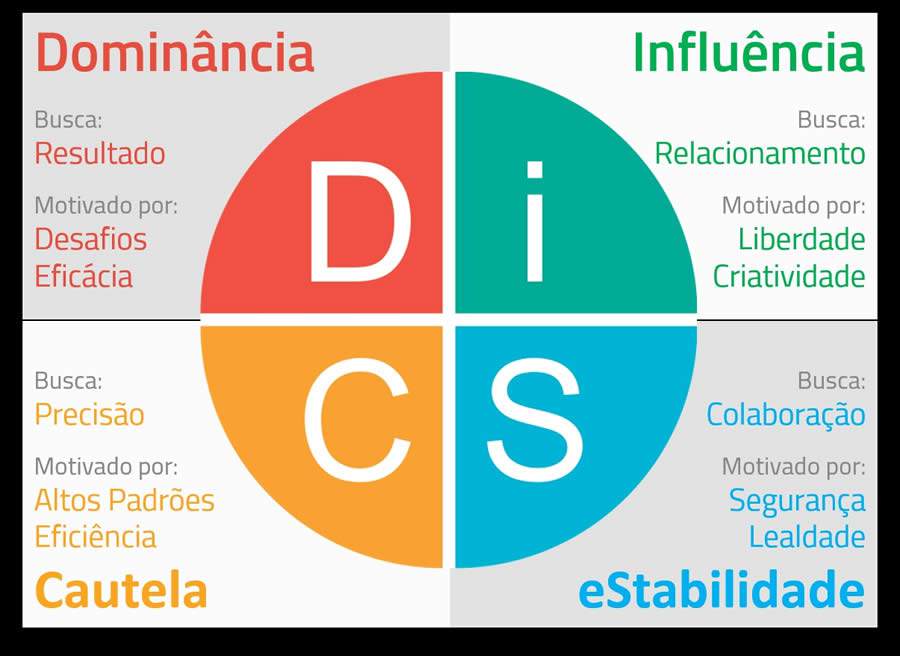 Dominância
Busca:
Resultado
Motivado por:
Desafios
Eficácia
Influência
Busca:
Relacionamento
Motivado por:
Liberdade
Criatividade
D
i
C
S
Busca:
Precisão
Motivado por:
Altos Padrões
Eficiência
Cautela
Busca:
Colaboração
Motivado por:
Segurança
Lealdade
eStabilidade